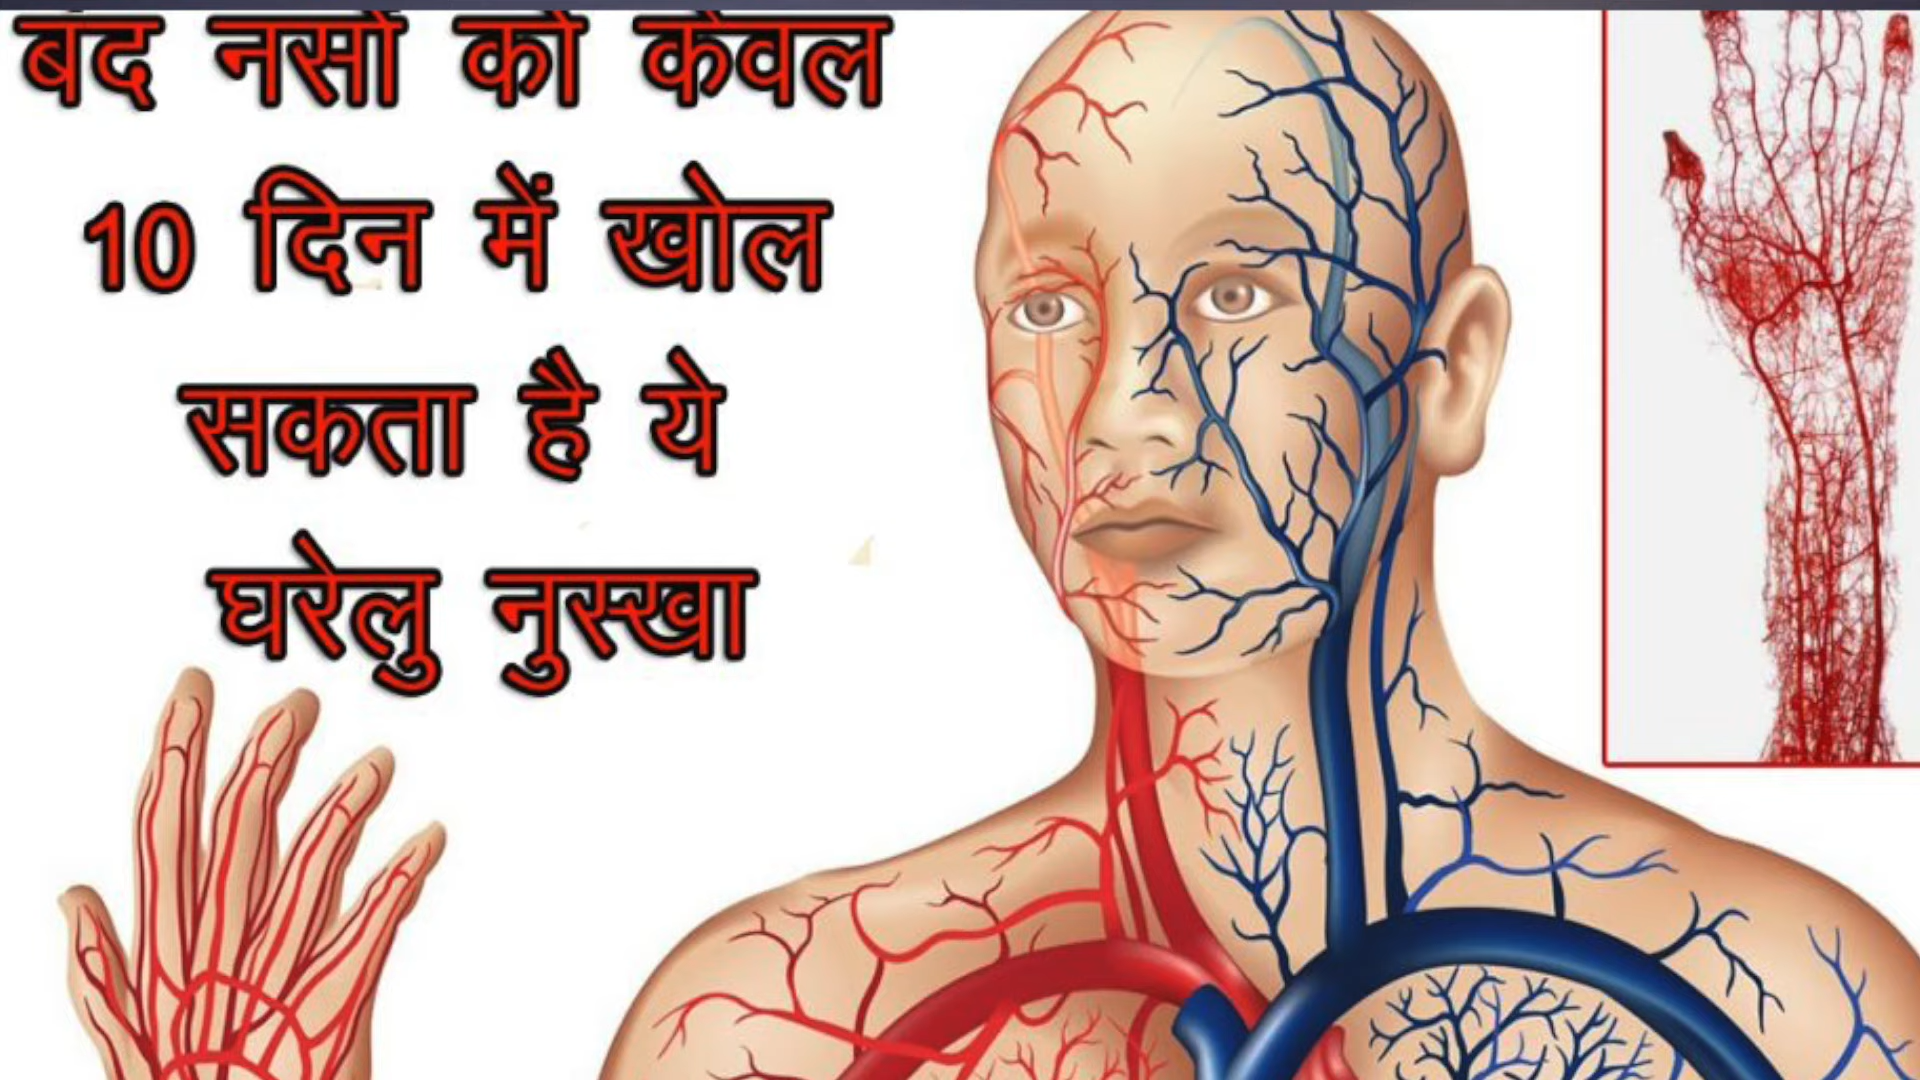 बंद नसों को केवल
10 दिन में खोल
सकता है ये
घरेलु नुस्खा